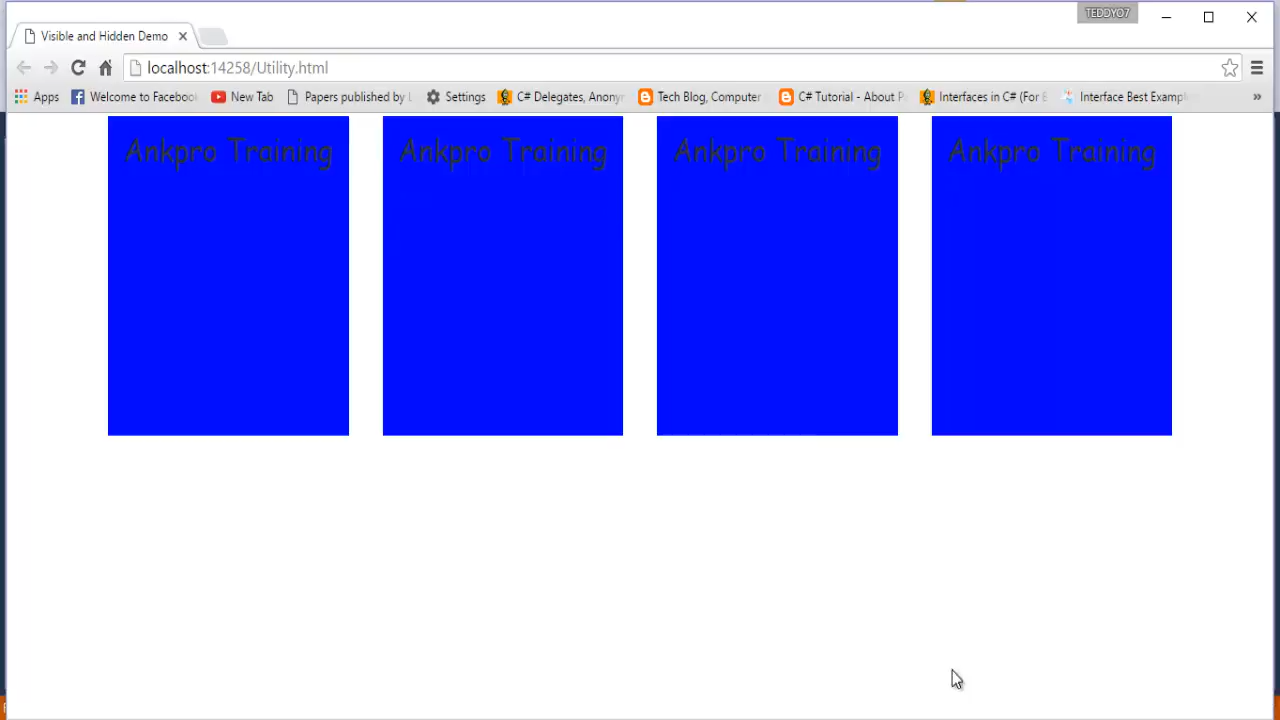 TEDDYO7
Visible and Hidden Demo
localhost:14258/Utility.html
Apps Welcome to Facebook New Tab Papers published by Settings C# Delegates, Anony Tech Blog, Computer C# Tutorial - About P Interfaces in C# (For Interface Best Exampl »
Ankpro Training Ankpro Training Ankpro Training Ankpro Training